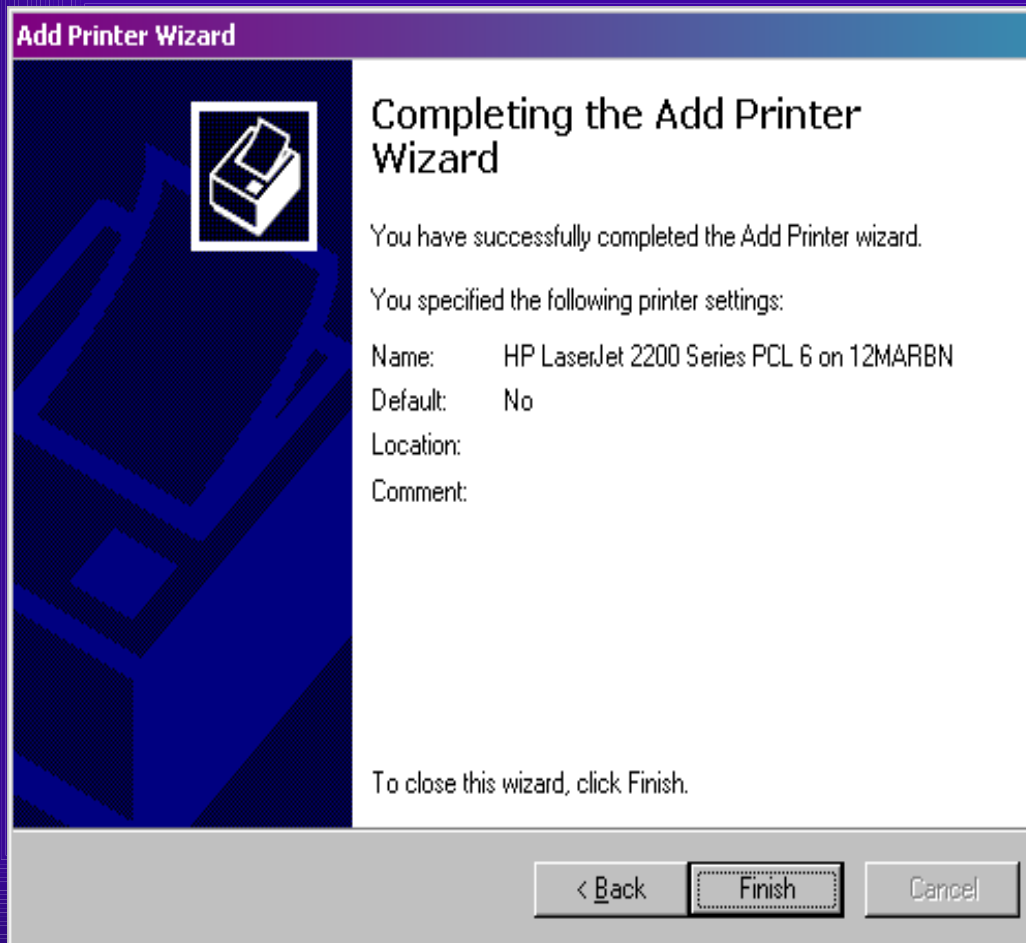 Add Printer Wizard
Completing the Add Printer
Wizard
You have successfully completed the Add Printer wizard.
You specified the following printer settings:
Name: HP LaserJet 2200 Series PCL 6 on 12MARBN
Default: No
Location:
Comment:
To close this wizard, click Finish.
< Back Finish Cancel